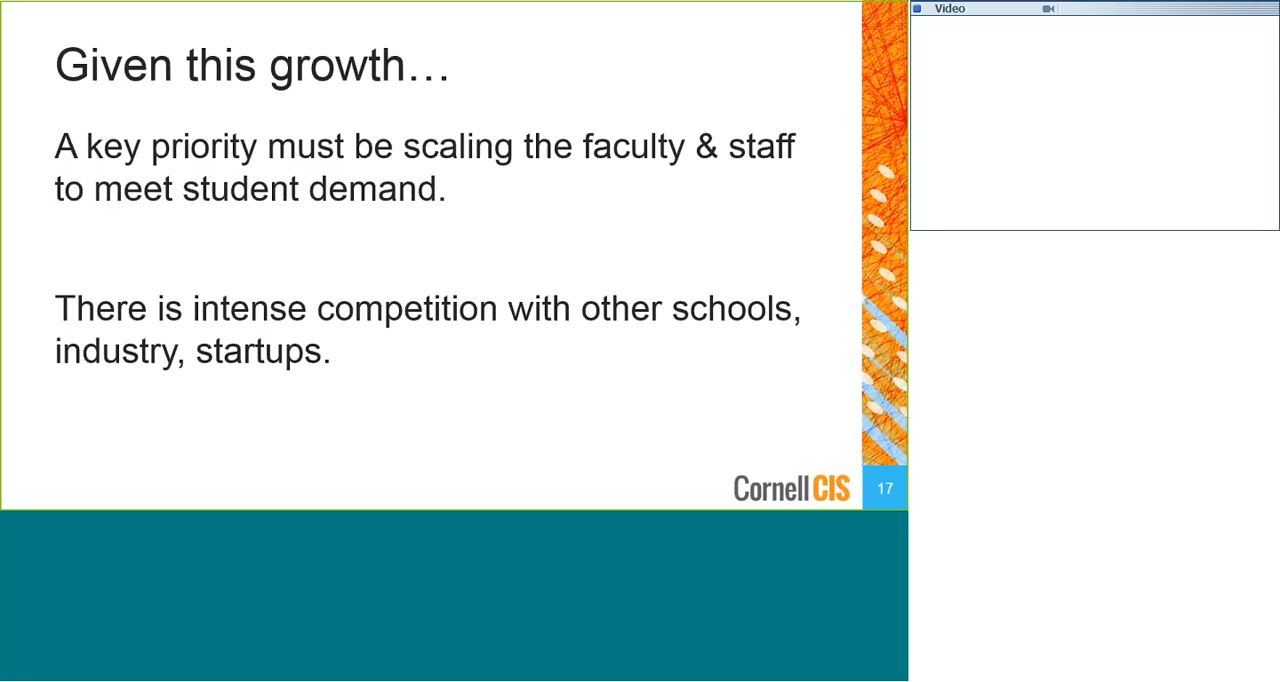 Given this growth…
A key priority must be scaling the faculty & staff
to meet student demand.
There is intense competition with other schools,
industry, startups.
Cornell CIS
17
Video